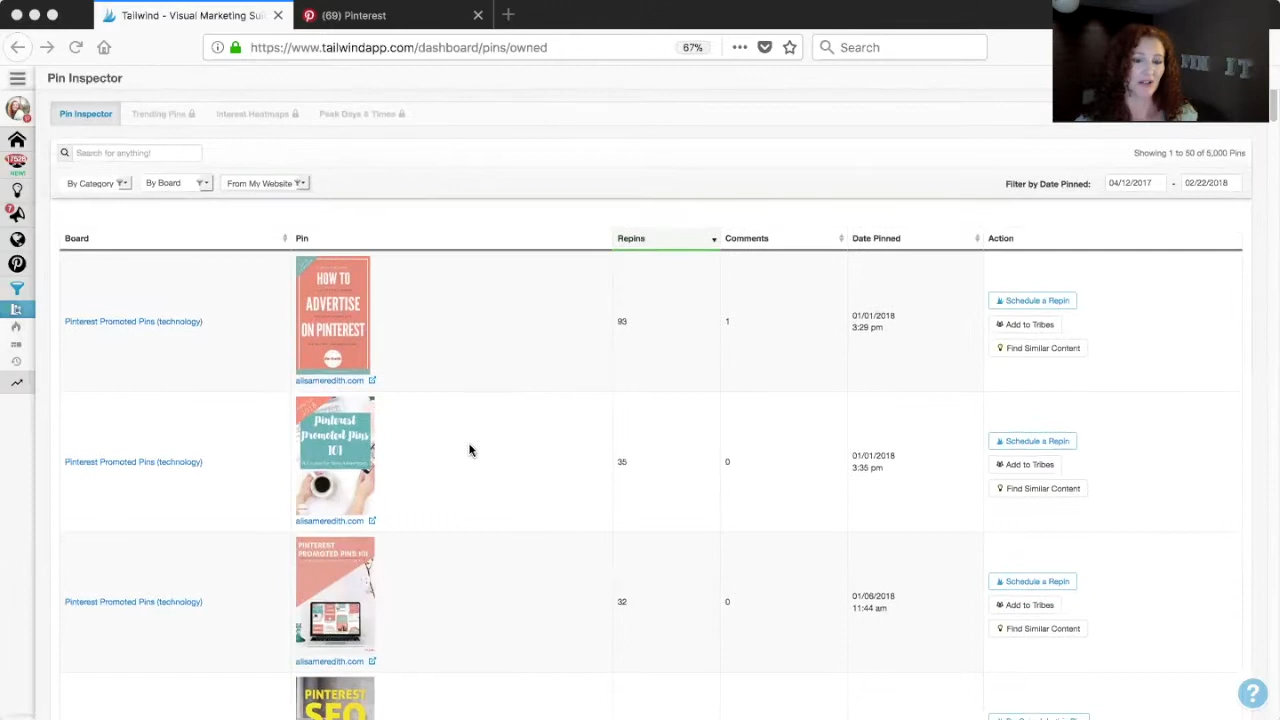 Tailwind - Visual Marketing Sui
(69) Pinterest
https://www.tailwindapp.com/dashboard/pins/owned
67%
Search
Pin Inspector
Pin Inspector
Trending Pins
Interest Heatmaps
Peak Days & Times
Search for anything!
Showing 1 to 50 of 5,000 Pins
By Category
By Board
From My Website
Filter by Date Pinned:
04/12/2017
-
02/22/2018
17526
NEW!
7
Board
Pin
Repins
Comments
Date Pinned
Action
Pinterest Promoted Pins (technology)
HOW TO
ADVERTISE
ON PINTEREST
alisameredith.com
93
1
01/01/2018
3:29 pm
Schedule a Repin
Add to Tribes
Find Similar Content
Pinterest Promoted Pins (technology)
Pinterest
Promoted Pins
101
alisameredith.com
35
0
01/01/2018
3:35 pm
Schedule a Repin
Add to Tribes
Find Similar Content
Pinterest Promoted Pins (technology)
PINTEREST
PROMOTED PINS 101
alisameredith.com
32
0
01/06/2018
11:44 am
Schedule a Repin
Add to Tribes
Find Similar Content
PINTEREST
SEO
?
IT